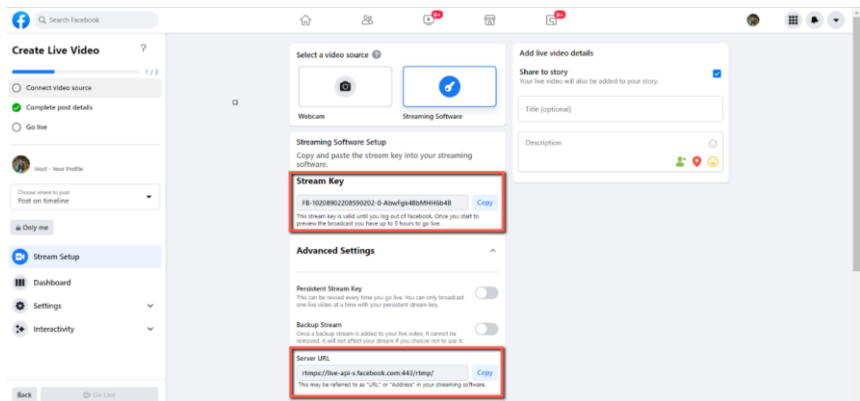 Search Facebook
9+
9+
Create Live Video
?
1 / 3
Connect video source
Complete post details
Go live
Host - Your Profile
Choose where to post
Post on timeline
Only me
Stream Setup
Dashboard
Settings
Interactivity
Back
Go Live
Select a video source
Webcam
Streaming Software
Streaming Software Setup
Copy and paste the stream key into your streaming
software.
Stream Key
Copy
This stream key is valid until you log out of Facebook. Once you start to
preview the broadcast you have up to 5 hours to go live.
Advanced Settings
Persistent Stream Key
This can be reused every time you go live. You can only broadcast
one live video at a time with your persistent stream key.
Backup Stream
Once a backup stream is added to your live video, it cannot be
removed. It will not affect your stream if you choose not to use it.
Server URL
rtmps://live-api-s.facebook.com:443/rtmp/
Copy
This may be referred to as "URL" or "Address" in your streaming software.
Add live video details
Share to story
Your live video will also be added to your story.
Title (optional)
Description